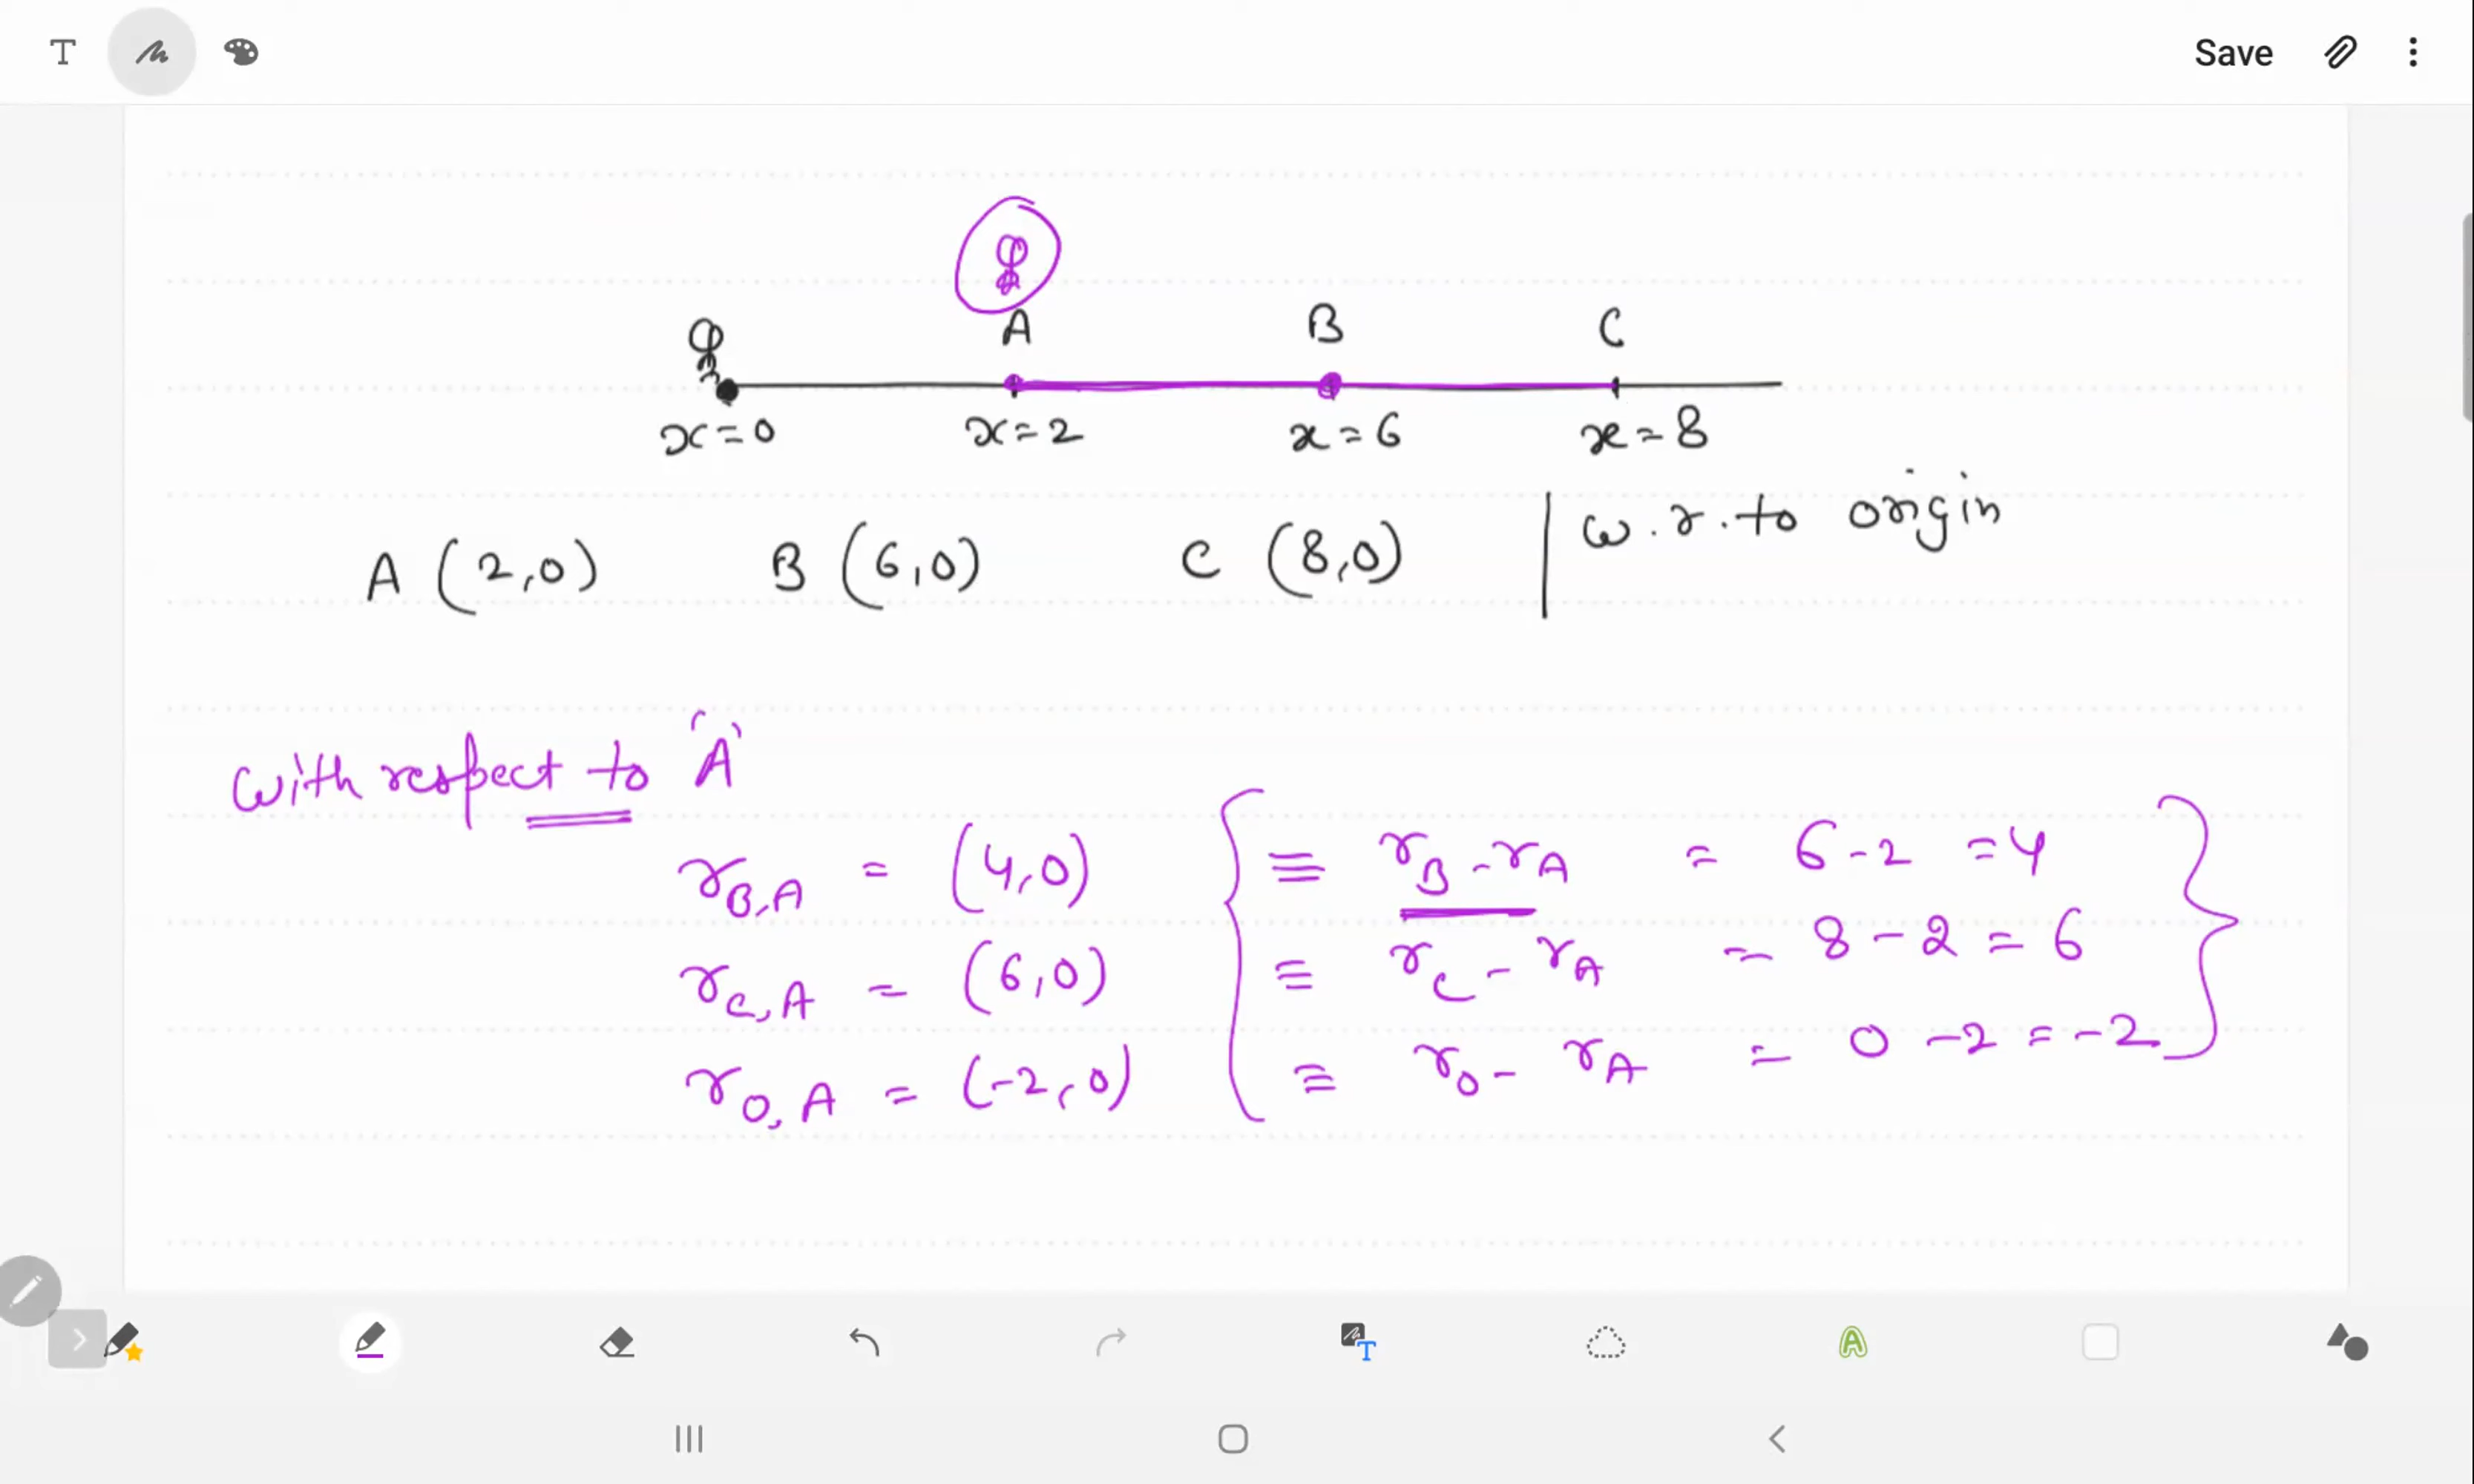 Save
A B C
x=0 x=2 x=6 x=8
A (2,0) B (6,0) C (8,0) | w.r.to origin
With respect to 'A'
r_B,A = (4,0) ≡ r_B - r_A = 6-2 = 4
r_C,A = (6,0) ≡ r_C - r_A = 8-2 = 6
r_O,A = (-2,0) ≡ r_O - r_A = 0-2 = -2